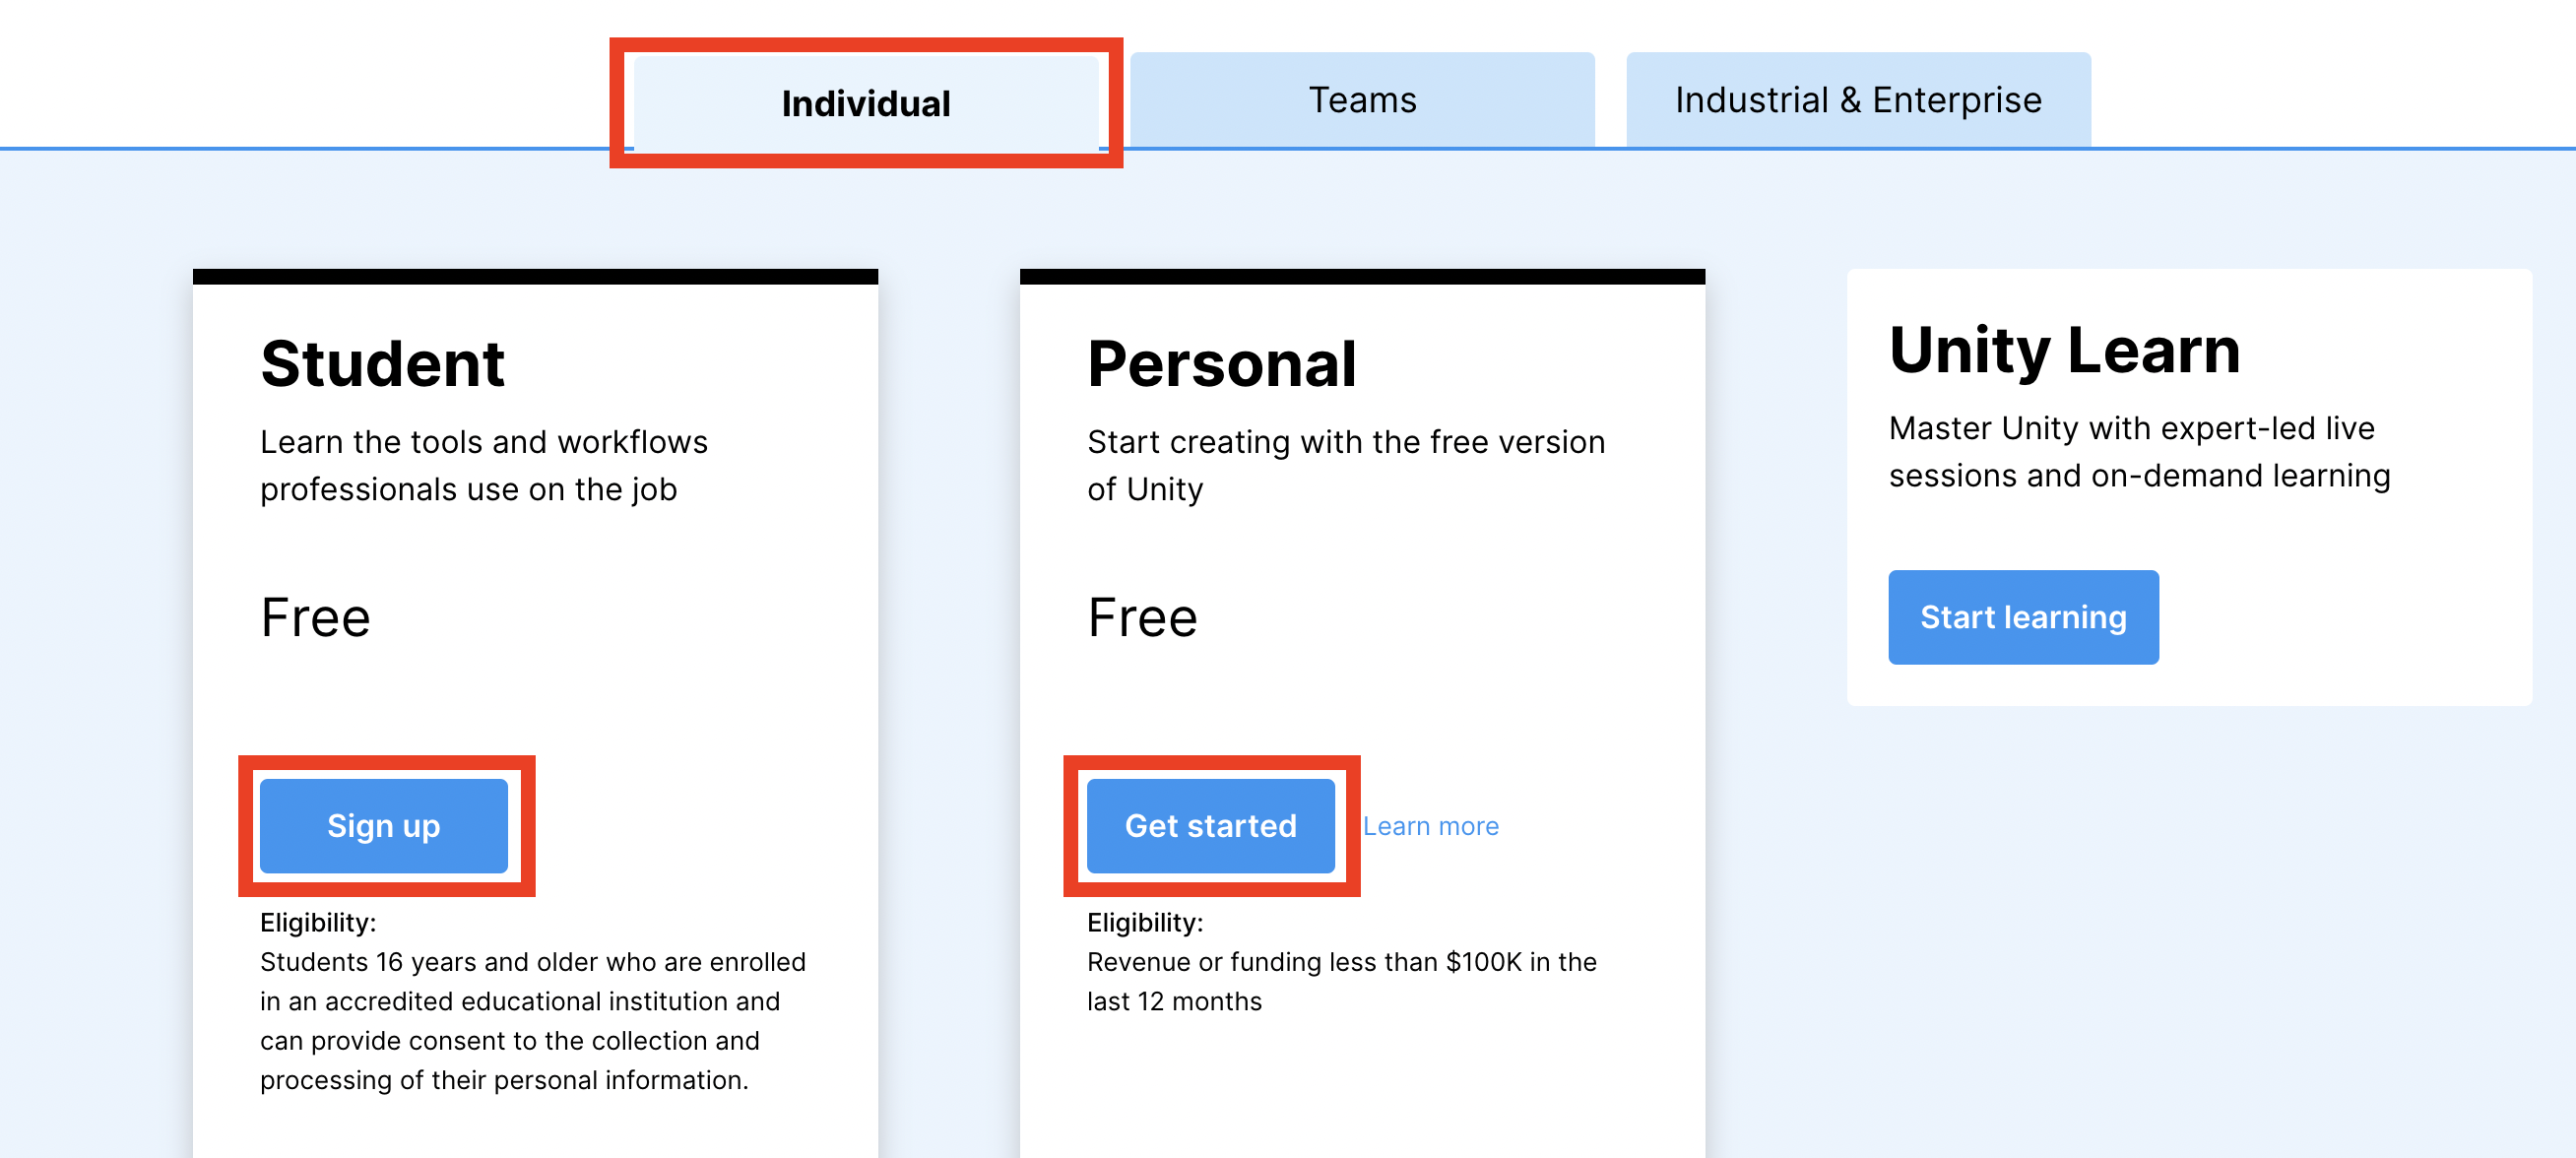 Individual
Teams
Industrial & Enterprise
Student
Learn the tools and workflows
professionals use on the job
Free
Sign up
Eligibility:
Students 16 years and older who are enrolled
in an accredited educational institution and
can provide consent to the collection and
processing of their personal information.
Personal
Start creating with the free version
of Unity
Free
Get started
Learn more
Eligibility:
Revenue or funding less than $100K in the
last 12 months
Unity Learn
Master Unity with expert-led live
sessions and on-demand learning
Start learning